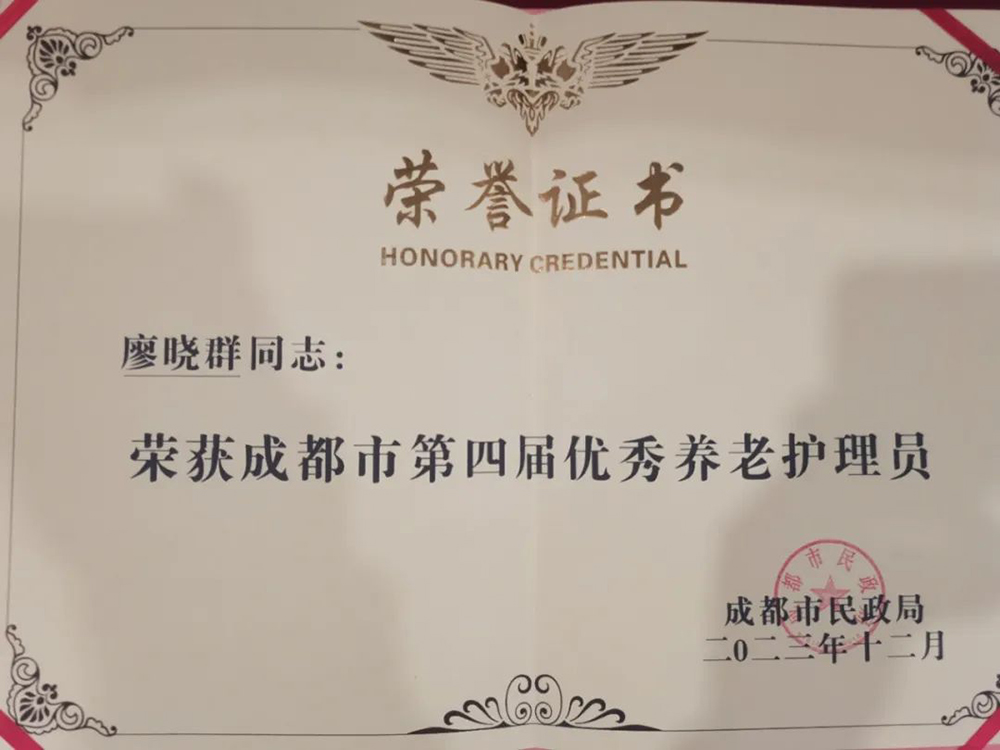 荣誉证书
HONORARY CREDENTIAL
廖晓群同志：
荣获成都市第四届优秀养老护理员
成都市民政局
二0二三年十二月